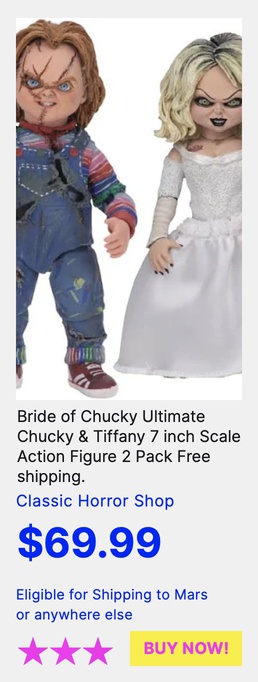 Bride of Chucky Ultimate
Chucky & Tiffany 7 inch Scale
Action Figure 2 Pack Free
shipping.
Classic Horror Shop
$69.99
Eligible for Shipping to Mars
or anywhere else
BUY NOW!